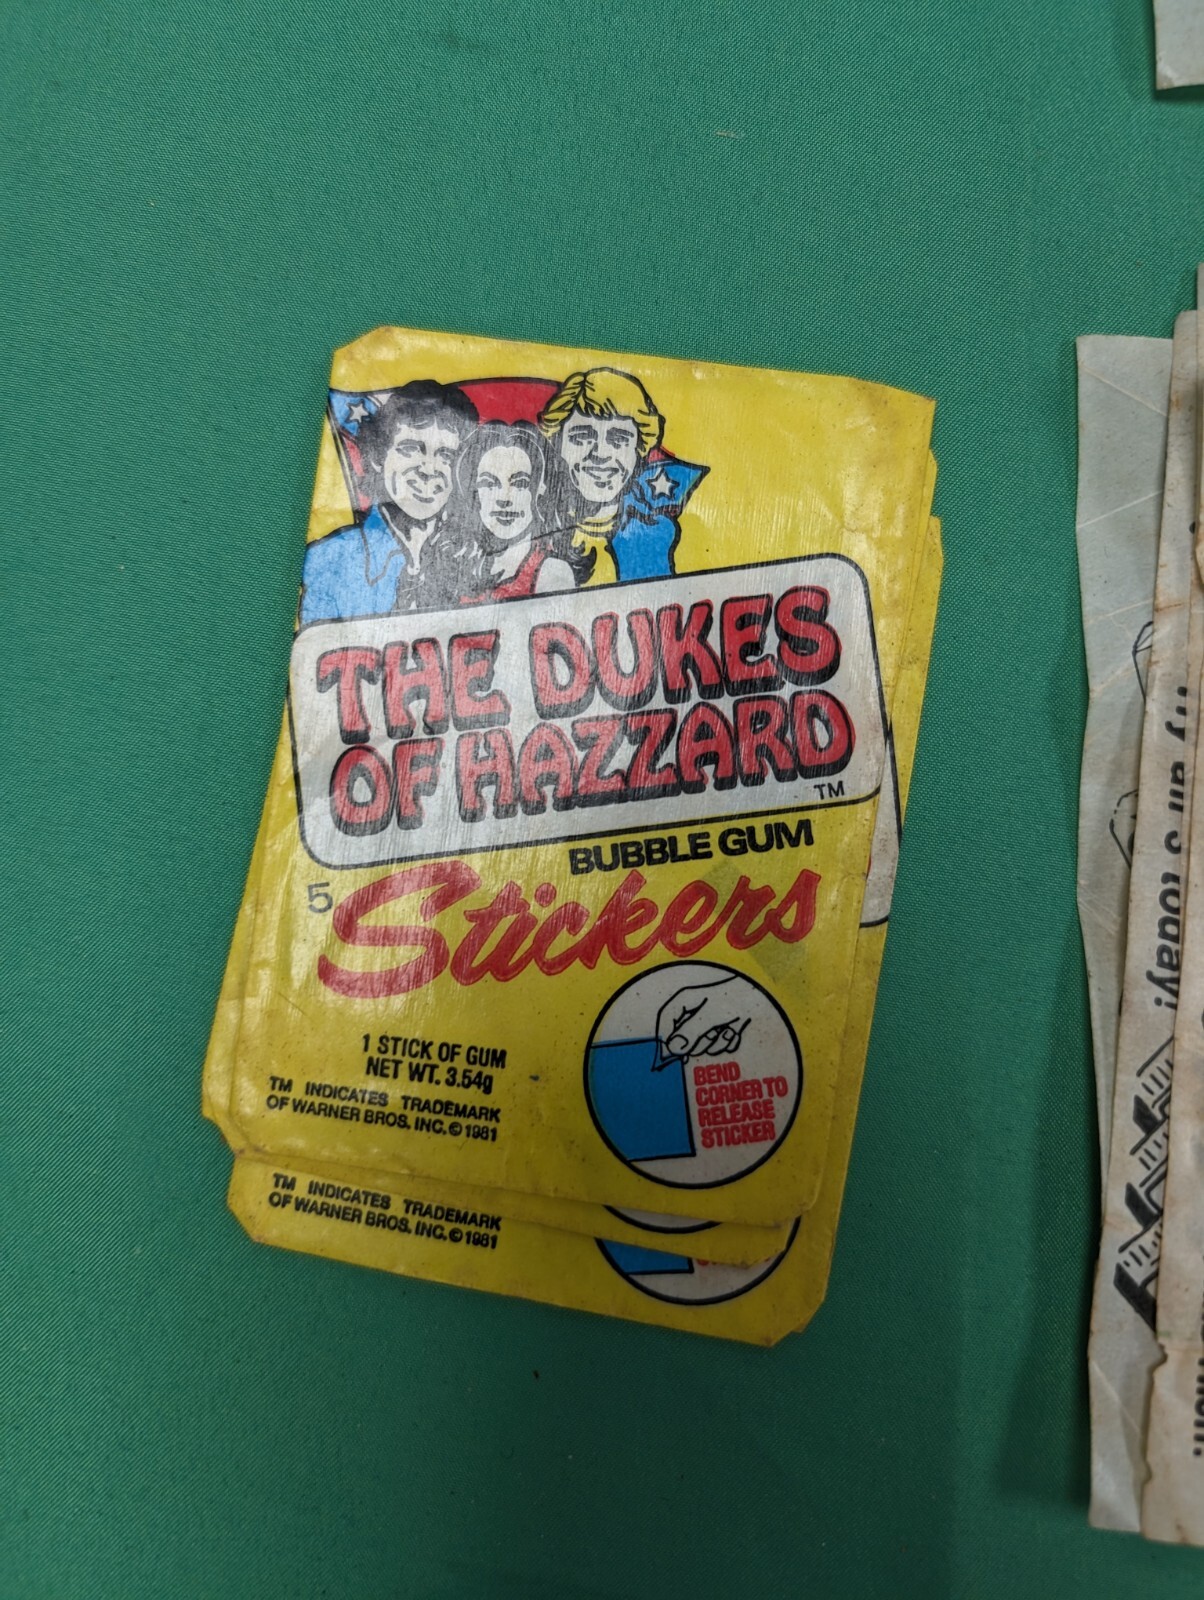 THE DUKES
OF HAZZARD
TM
BUBBLE GUM
5 Stickers
1 STICK OF GUM
NET WT. 3.54g
TM INDICATES TRADEMARK
OF WARNER BROS. INC. © 1981
BEND
CORNER TO
RELEASE
STICKER
TM INDICATES TRADEMARK
OF WARNER BROS. INC. © 1981
today!